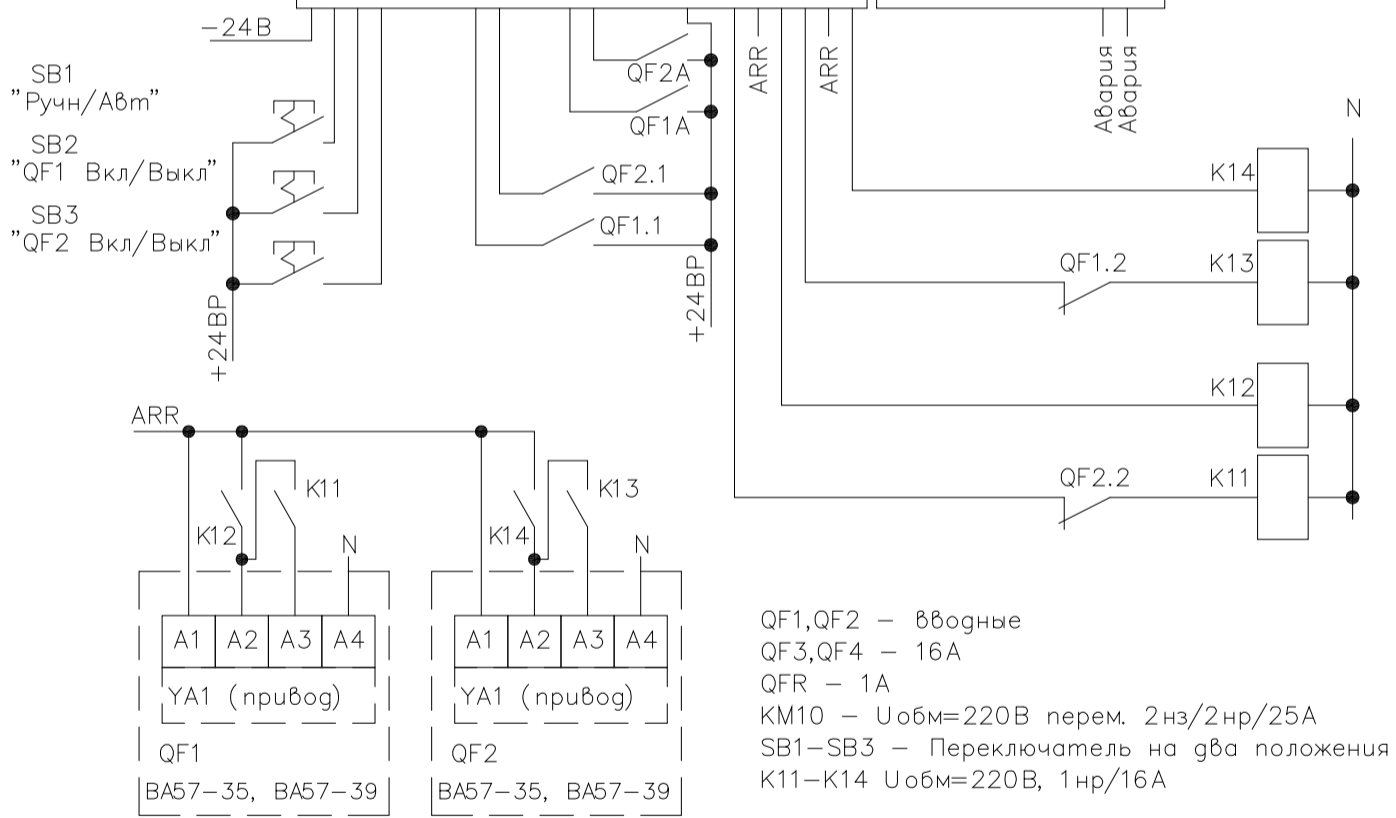 -24В
SB1
"Ручн/Авт"
SB2
"QF1 Вкл/Выкл"
SB3
"QF2 Вкл/Выкл"
+24ВР
QF2A
QF1A
QF2.1
QF1.1
+24ВР
ARR
ARR
Авария
Авария
N
K14
QF1.2
K13
K12
QF2.2
K11
ARR
K11
K12
N
A1 A2 A3 A4
YA1 (привод)
QF1
ВА57-35, ВА57-39
K13
K14
N
A1 A2 A3 A4
YA1 (привод)
QF2
ВА57-35, ВА57-39
QF1,QF2 - вводные
QF3,QF4 - 16А
QFR - 1А
KM10 - Uобм=220В перем. 2нз/2нр/25А
SB1-SB3 - Переключатель на два положения
K11-K14 Uобм=220В, 1нр/16А